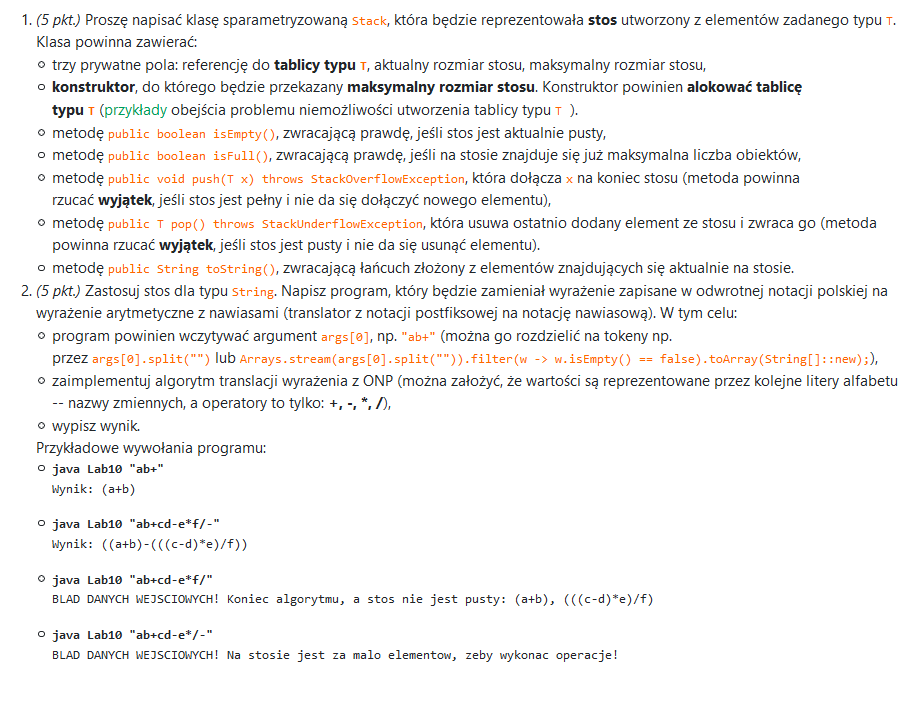 1. (5 pkt.) Proszę napisać klasę sparametryzowaną Stack, która będzie reprezentowała stos utworzony z elementów zadanego typu T.
Klasa powinna zawierać:
o trzy prywatne pola: referencję do tablicy typu T, aktualny rozmiar stosu, maksymalny rozmiar stosu,
o konstruktor, do którego będzie przekazany maksymalny rozmiar stosu. Konstruktor powinien alokować tablicę
typu T (przykłady obejścia problemu niemożliwości utworzenia tablicy typu T ).
o metodę public boolean isEmpty(), zwracającą prawdę, jeśli stos jest aktualnie pusty,
o metodę public boolean isFull(), zwracającą prawdę, jeśli na stosie znajduje się już maksymalna liczba obiektów,
o metodę public void push(T x) throws StackOverflowException, która dołącza x na koniec stosu (metoda powinna
rzucać wyjątek, jeśli stos jest pełny i nie da się dołączyć nowego elementu),
o metodę public T pop() throws StackUnderflowException, która usuwa ostatnio dodany element ze stosu i zwraca go (metoda
powinna rzucać wyjątek, jeśli stos jest pusty i nie da się usunąć elementu).
o metodę public String toString(), zwracającą łańcuch złożony z elementów znajdujących się aktualnie na stosie.
2. (5 pkt.) Zastosuj stos dla typu String. Napisz program, który będzie zamieniał wyrażenie zapisane w odwrotnej notacji polskiej na
wyrażenie arytmetyczne z nawiasami (translator z notacji postfiksowej na notację nawiasową). W tym celu:
o program powinien wczytywać argument args[0], np. "ab+" (można go rozdzielić na tokeny np.
przez args[0].split("") lub Arrays.stream(args[0].split("")).filter(w -> w.isEmpty() == false).toArray(String[]::new);),
o zaimplementuj algorytm translacji wyrażenia z ONP (można założyć, że wartości są reprezentowane przez kolejne litery alfabetu
-- nazwy zmiennych, a operatory to tylko: +, -, *, /),
o wypisz wynik.
Przykładowe wywołania programu:
o java Lab10 "ab+"
Wynik: (a+b)
o java Lab10 "ab+cd-e*f/-"
Wynik: ((a+b)-(((c-d)*e)/f))
o java Lab10 "ab+cd-e*f/"
BLAD DANYCH WEJSCIOWYCH! Koniec algorytmu, a stos nie jest pusty: (a+b), (((c-d)*e)/f)
o java Lab10 "ab+cd-e*/-"
BLAD DANYCH WEJSCIOWYCH! Na stosie jest za malo elementow, zeby wykonac operacje!